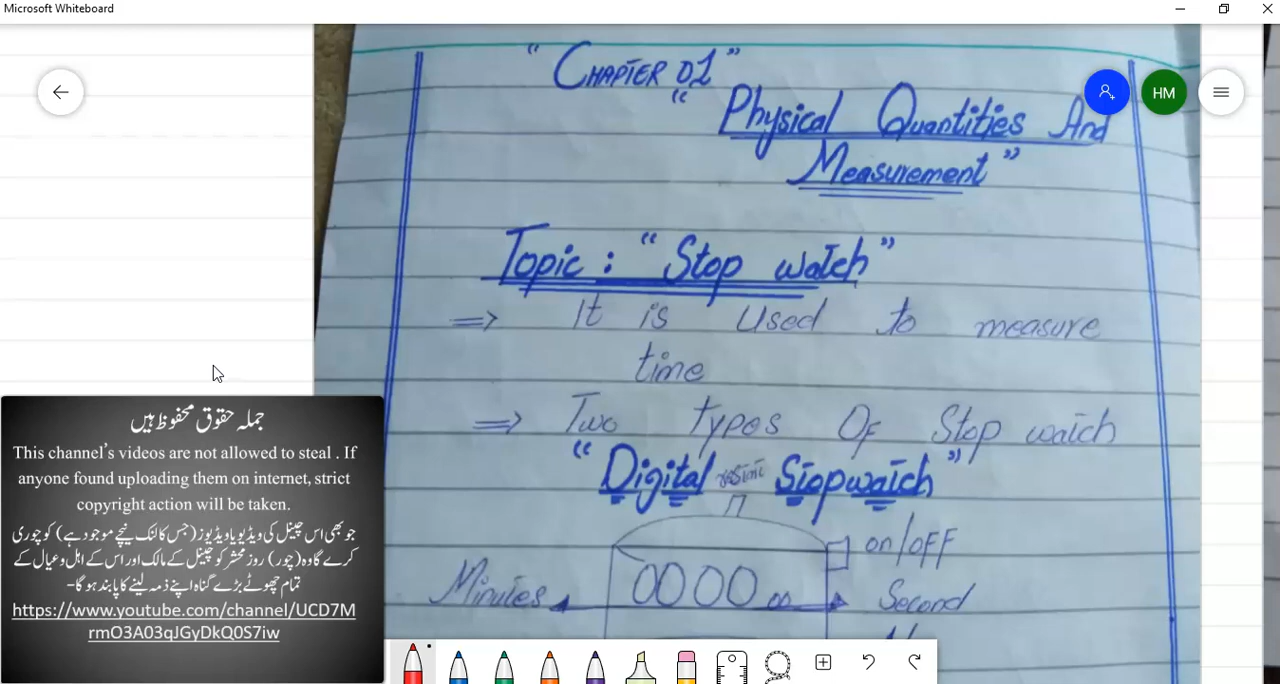 Microsoft Whiteboard
"CHAPTER 01"
"Physical Quantities And
Measurement"
HM
Topic: "Stop watch"
⇒ It is Used to measure
time
⇒ Two types Of Stop watch
"Digital Stopwatch"
on/OFF
Minutes 0000 00 Second
جملہ حقوق محفوظ ہیں
This channel's videos are not allowed to steal . If
anyone found uploading them on internet, strict
copyright action will be taken.
جو بھی اس چینل کی ویڈیو یا ویڈیوز (جس کا لنک نیچے موجود ہے) کو چوری
کرے گا وہ (چور) روز محشر کو چینل کے مالک اور اس کے اہل و عیال کے
تمام چھوٹے بڑے گناہ اپنے ذمہ لینے کا پابند ہو گا-
https://www.youtube.com/channel/UCD7M
rmO3A03qJGyDkQ0S7iw